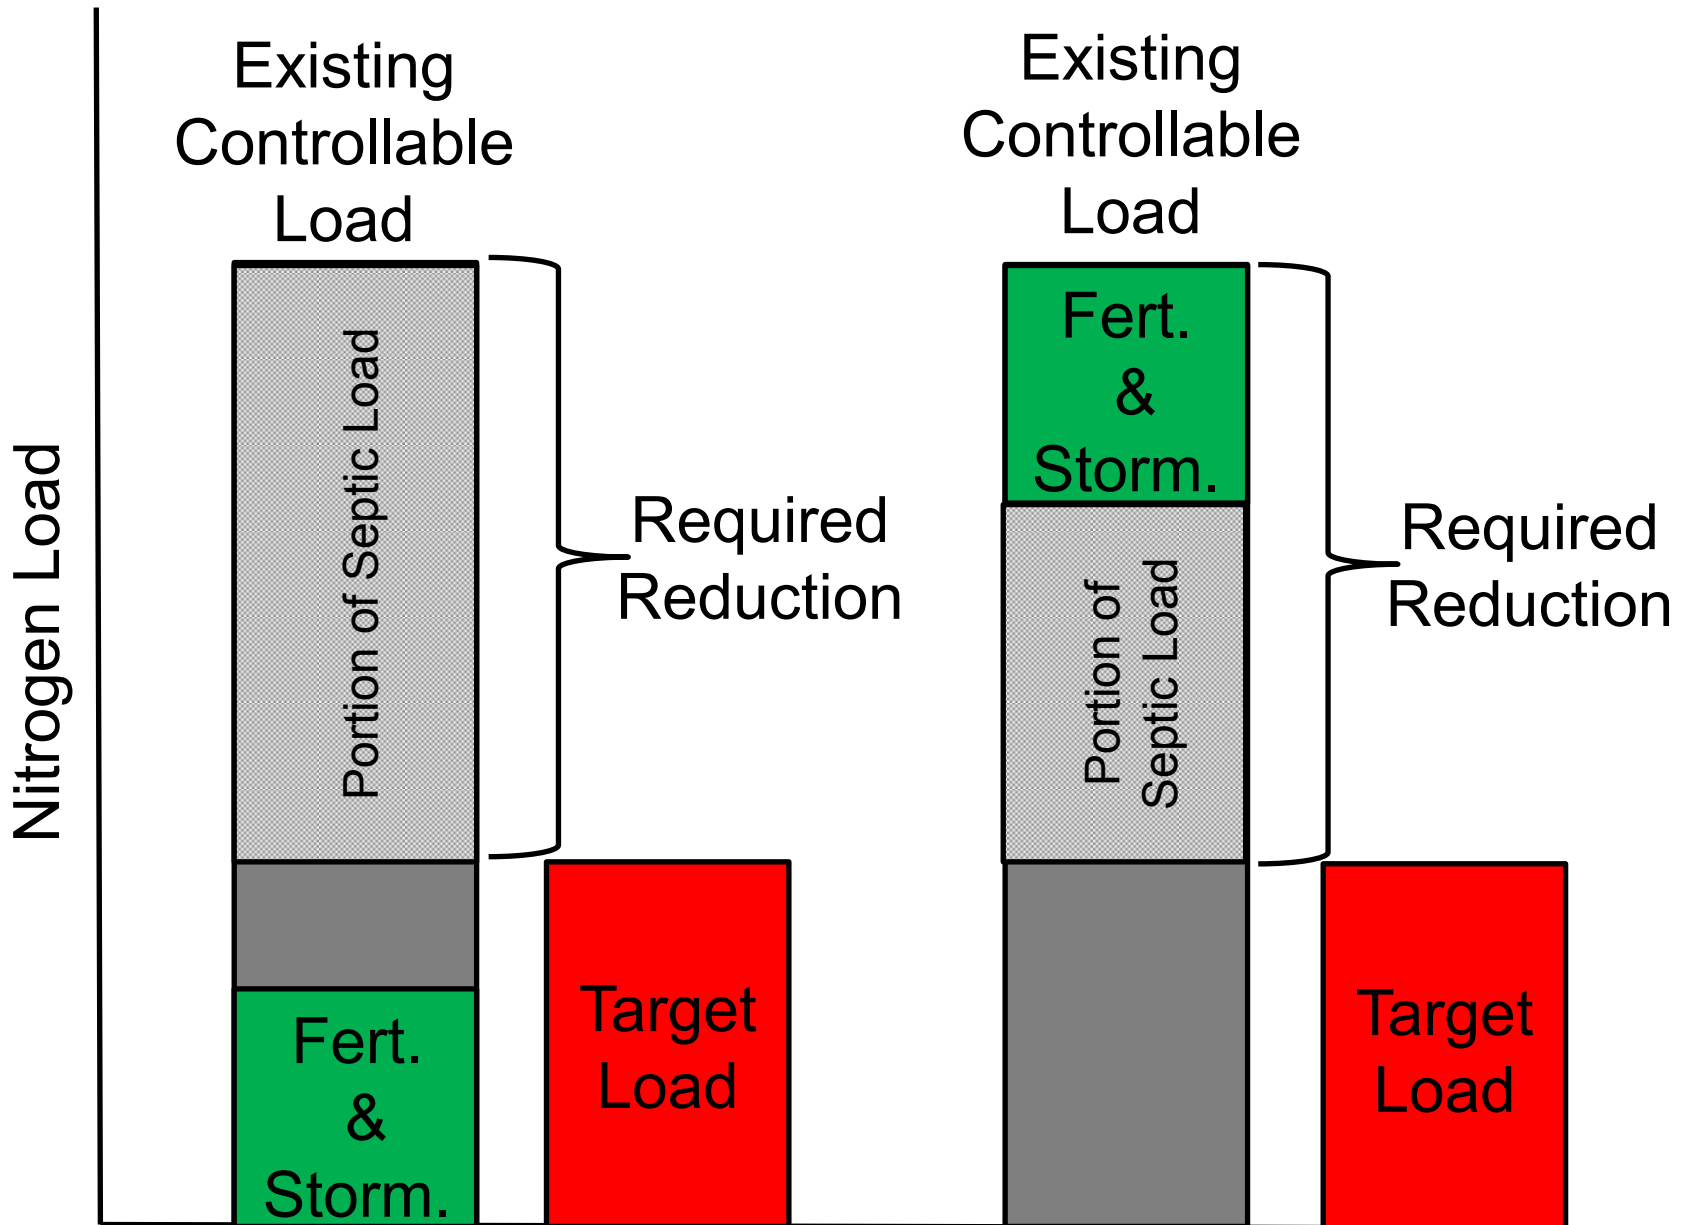 Existing
Controllable
Load
Existing
Controllable
Load
Nitrogen Load
Portion of Septic Load
Required
Reduction
Fert.
&
Storm.
Target
Load
Fert.
&
Storm.
Portion of
Septic Load
Required
Reduction
Target
Load